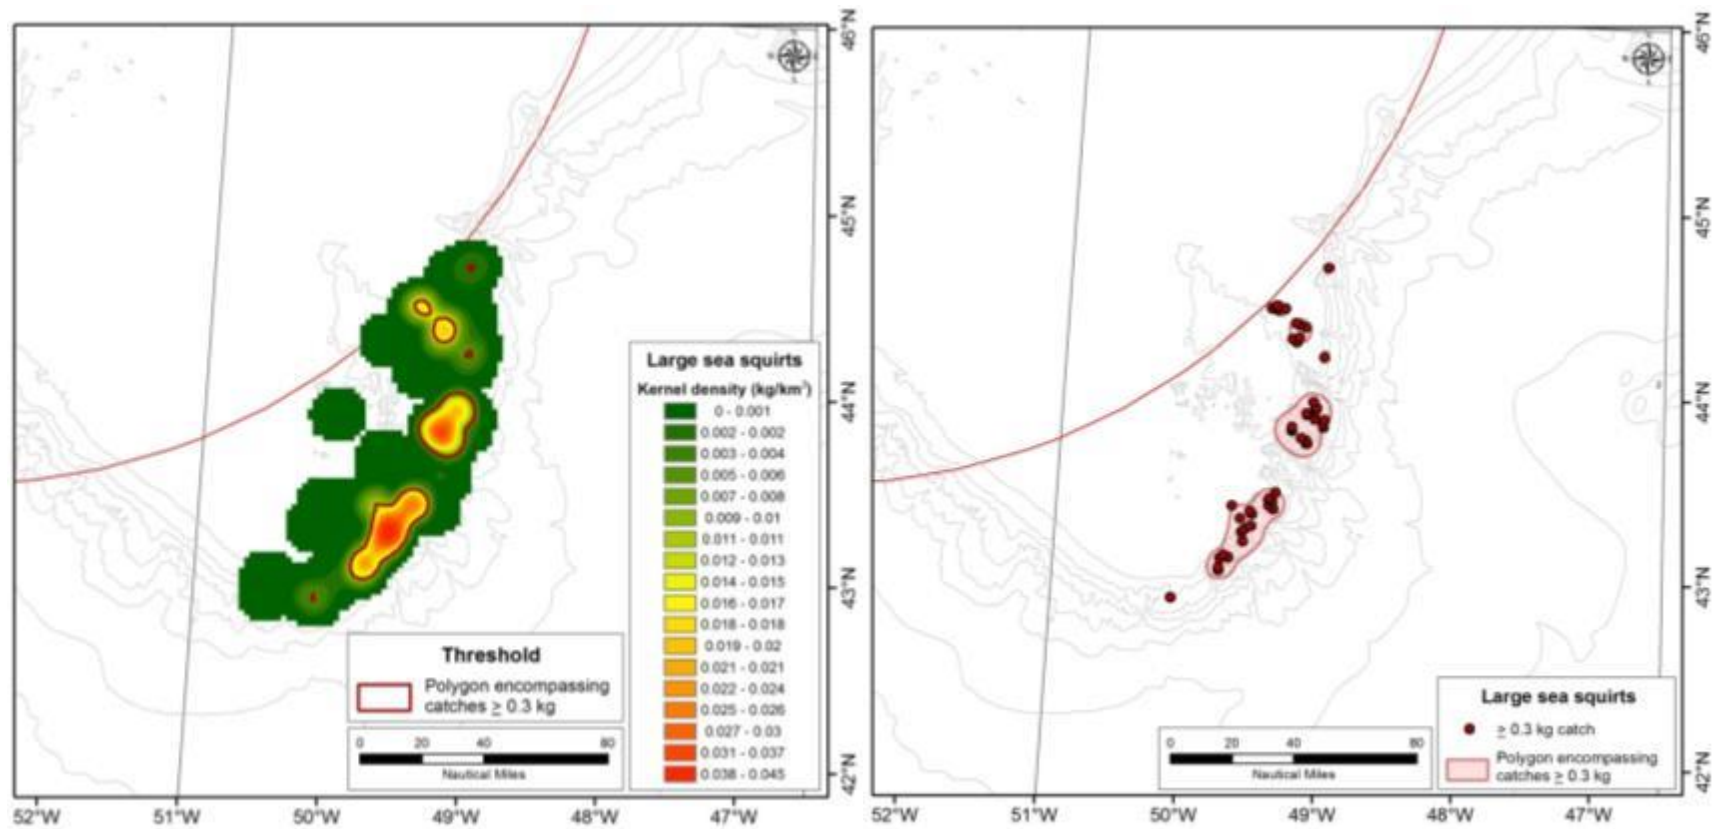 46°N
45°N
44°N
43°N
42°N
52°W
51°W
50°W
49°W
48°W
47°W
Large sea squirts
Kernel density (kg/km²)
0 - 0.001
0.002 - 0.002
0.003 - 0.004
0.005 - 0.006
0.007 - 0.008
0.009 - 0.01
0.011 - 0.011
0.012 - 0.013
0.014 - 0.015
0.016 - 0.017
0.018 - 0.018
0.019 - 0.02
0.021 - 0.021
0.022 - 0.024
0.025 - 0.026
0.027 - 0.03
0.031 - 0.037
0.038 - 0.045
Threshold
Polygon encompassing
catches ≥ 0.3 kg
0 20 40 80
Nautical Miles
46°N
45°N
44°N
43°N
42°N
52°W
51°W
50°W
49°W
48°W
47°W
Large sea squirts
≥ 0.3 kg catch
Polygon encompassing
catches ≥ 0.3 kg
0 20 40 80
Nautical Miles